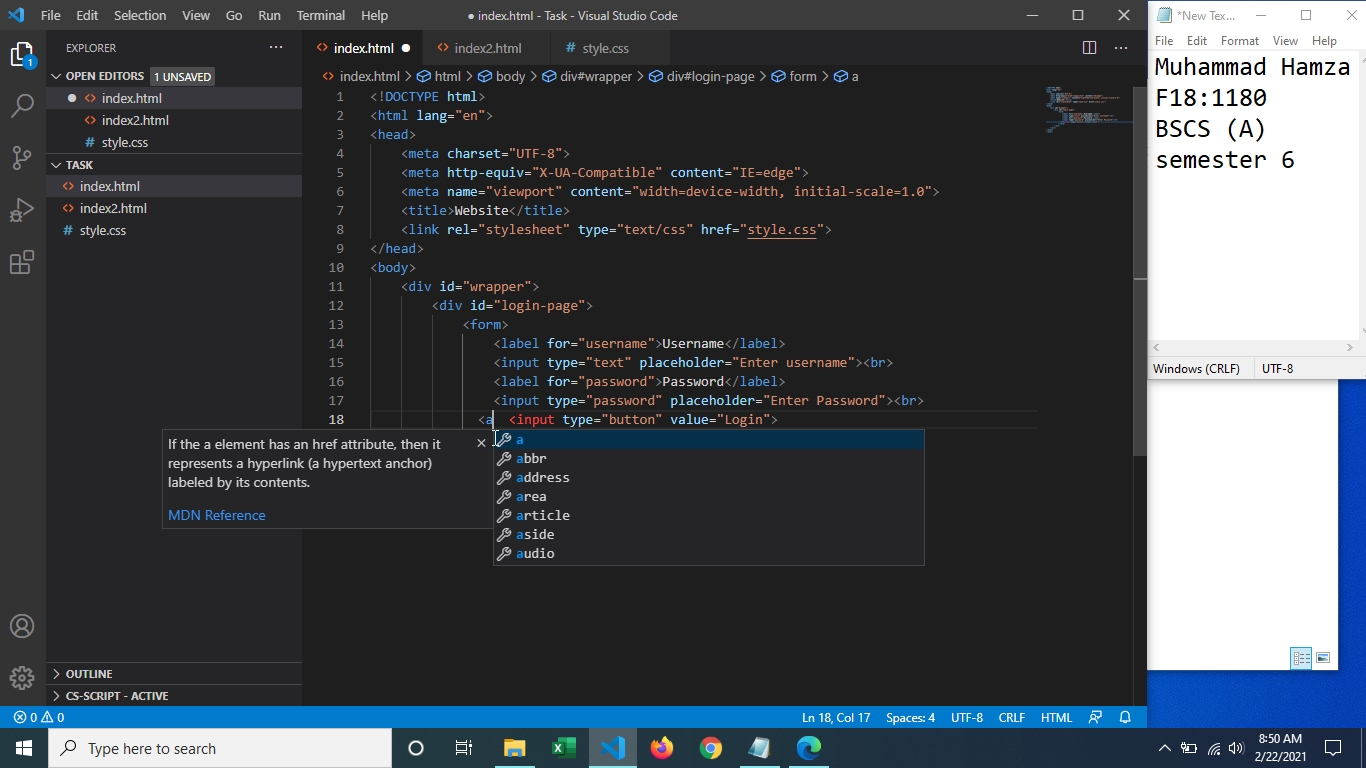 File Edit Selection View Go Run Terminal Help
● index.html - Task - Visual Studio Code
EXPLORER
OPEN EDITORS 1 UNSAVED
index.html
index2.html
# style.css
TASK
index.html
index2.html
# style.css
OUTLINE
CS-SCRIPT - ACTIVE
1
index.html ●
index2.html
# style.css
index.html > html > body > div#wrapper > div#login-page > form > a
1 <!DOCTYPE html>
2 <html lang="en">
3 <head>
4 <meta charset="UTF-8">
5 <meta http-equiv="X-UA-Compatible" content="IE=edge">
6 <meta name="viewport" content="width=device-width, initial-scale=1.0">
7 <title>Website</title>
8 <link rel="stylesheet" type="text/css" href="style.css">
9 </head>
10 <body>
11 <div id="wrapper">
12 <div id="login-page">
13 <form>
14 <label for="username">Username</label>
15 <input type="text" placeholder="Enter username"><br>
16 <label for="password">Password</label>
17 <input type="password" placeholder="Enter Password"><br>
18 <a <input type="button" value="Login">
If the a element has an href attribute, then it
represents a hyperlink (a hypertext anchor)
labeled by its contents.
MDN Reference
a
abbr
address
area
article
aside
audio
0 0
Ln 18, Col 17 Spaces: 4 UTF-8 CRLF HTML
*New Tex...
File Edit Format View Help
Muhammad Hamza
F18:1180
BSCS (A)
semester 6
Windows (CRLF) UTF-8
Type here to search
8:50 AM
2/22/2021